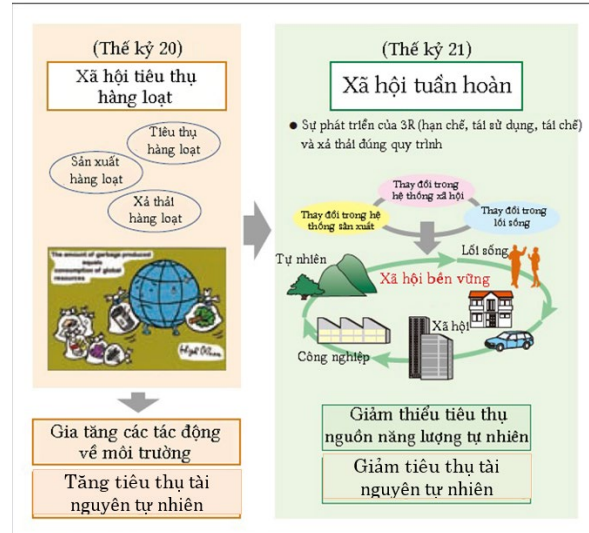 (Thế kỷ 20)
Xã hội tiêu thụ
hàng loạt
Tiêu thụ
hàng loạt
Sản xuất
hàng loạt
Xả thải
hàng loạt
The amount of garbage produced
equals
consumption of global
resources
Gia tăng các tác động
về môi trường
Tăng tiêu thụ tài
nguyên tự nhiên
(Thế kỷ 21)
Xã hội tuần hoàn
● Sự phát triển của 3R (hạn chế, tái sử dụng, tái chế)
và xả thải đúng quy trình
Thay đổi trong
hệ thống xã hội
Thay đổi trong hệ
thống sản xuất
Thay đổi trong
lối sống
Tự nhiên
Lối sống
Xã hội bền vững
Xã hội
Công nghiệp
Giảm thiểu tiêu thụ
nguồn năng lượng tự nhiên
Giảm tiêu thụ tài
nguyên tự nhiên